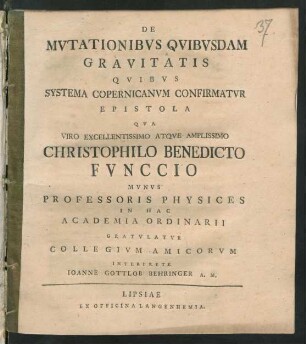 137.
DE
MVTATIONIBVS QVIBVSDAM
GRAVITATIS
QVIBVS
SYSTEMA COPERNICANVM CONFIRMATVR
EPISTOLA
QVA
VIRO EXCELLENTISSIMO ATQVE AMPLISSIMO
CHRISTOPHILO BENEDICTO
FVNCCIO
MVNVS
PROFESSORIS PHYSICES
IN HAC
ACADEMIA ORDINARII
GRATVLATVR
COLLEGIVM AMICORVM
INTERPRETE
IOANNE GOTTLOB BEHRINGER A. M.
LIPSIAE
EX OFFICINA LANGENHEMIA.